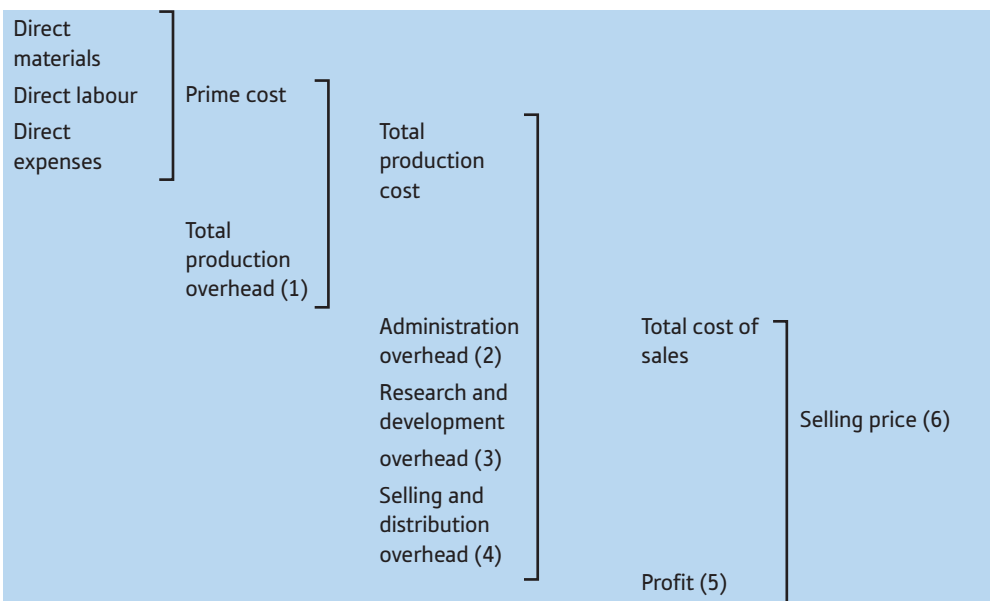 Direct
materials
Direct labour
Direct
expenses
Prime cost
Total
production
overhead (1)
Total
production
cost
Administration
overhead (2)
Research and
development
overhead (3)
Selling and
distribution
overhead (4)
Total cost of
sales
Profit (5)
Selling price (6)